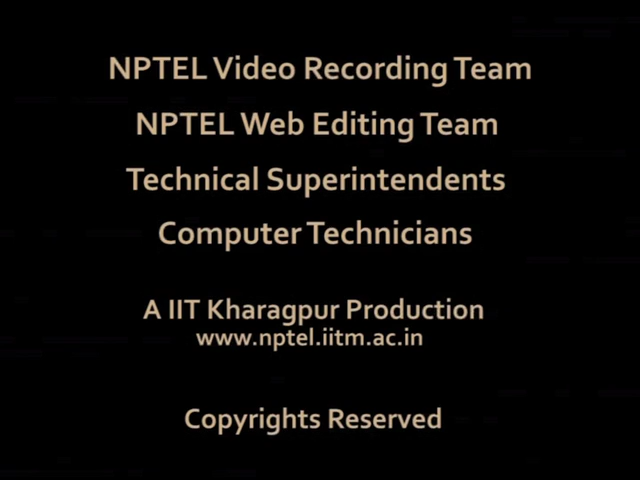 NPTEL Video Recording Team
NPTEL Web Editing Team
Technical Superintendents
Computer Technicians
A IIT Kharagpur Production
www.nptel.iitm.ac.in
Copyrights Reserved